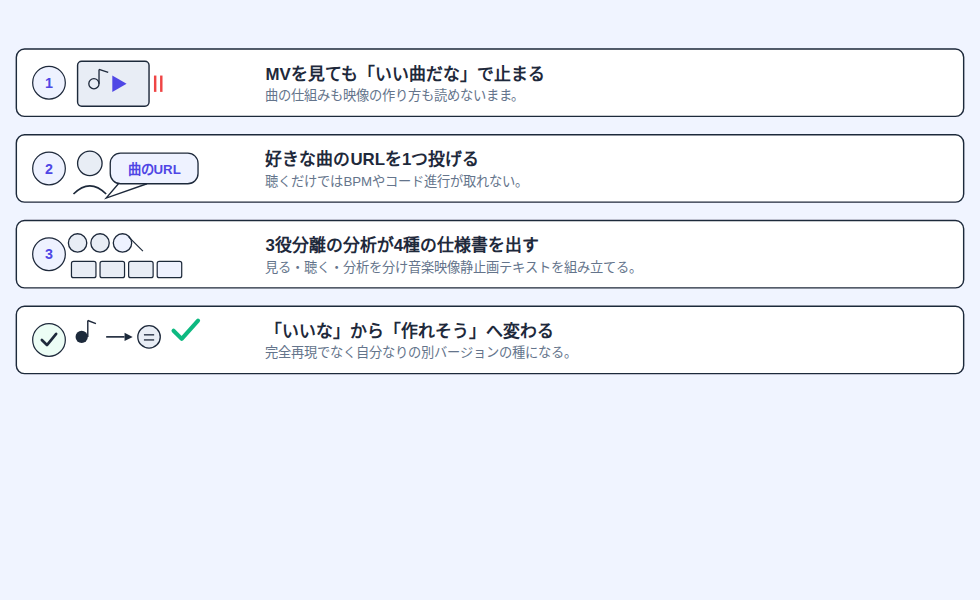 1
MVを見ても「いい曲だな」で止まる
曲の仕組みも映像の作り方も読めないまま。
2
曲のURL
好きな曲のURLを1つ投げる
聴くだけではBPMやコード進行が取れない。
3
3役分離の分析が4種の仕様書を出す
見る・聴く・分析を分け音楽映像静止画テキストを組み立てる。
「いいな」から「作れそう」へ変わる
完全再現でなく自分なりの別バージョンの種になる。